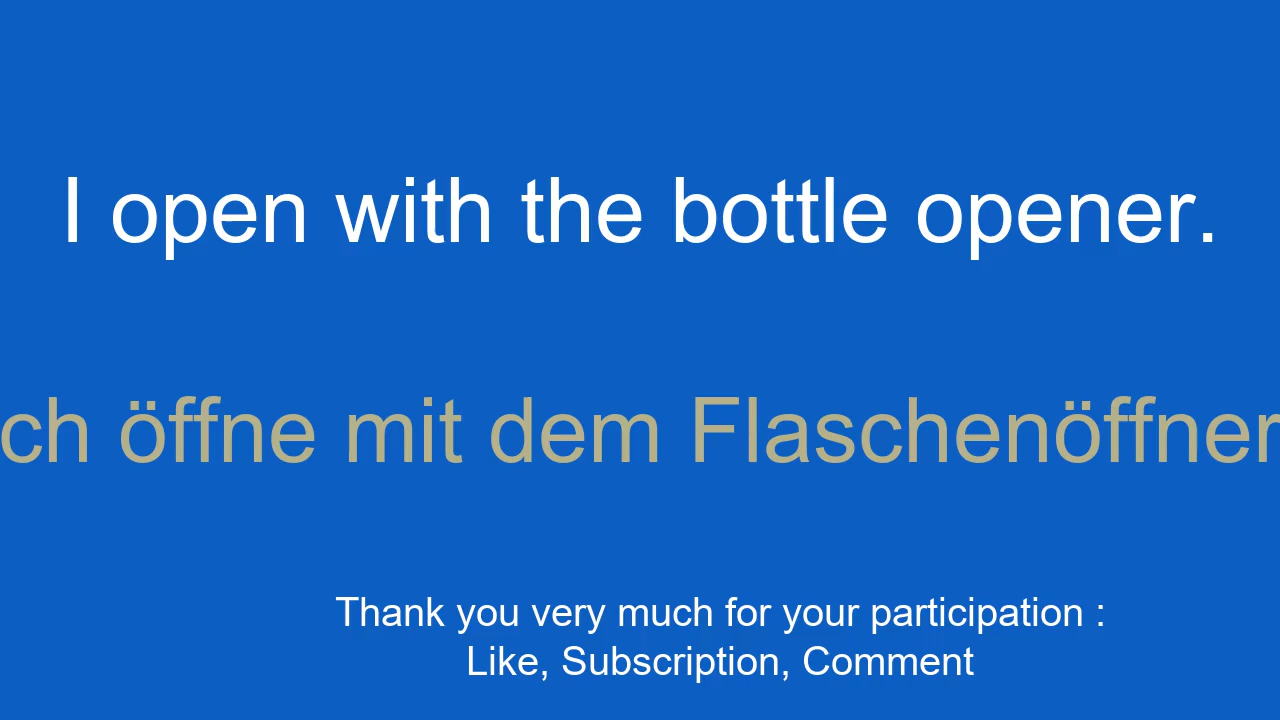 I open with the bottle opener.
ch öffne mit dem Flaschenöffner
Thank you very much for your participation :
Like, Subscription, Comment